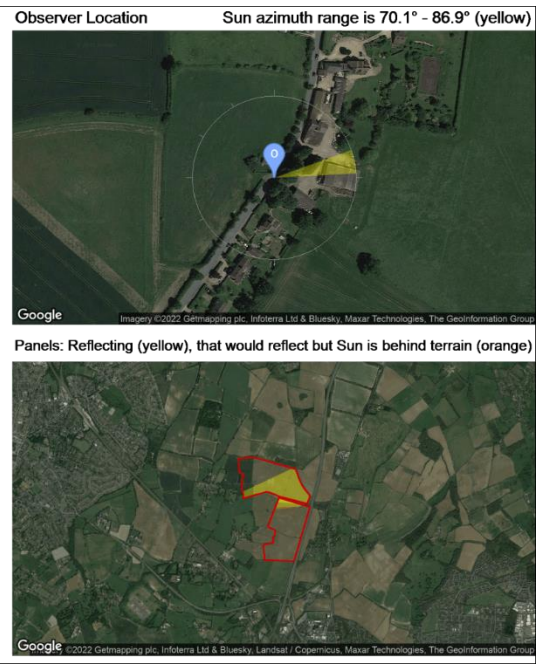 Observer Location
Sun azimuth range is 70.1° - 86.9° (yellow)
O
Google
Imagery ©2022 Getmapping plc, Infoterra Ltd & Bluesky, Maxar Technologies, The GeoInformation Group
Panels: Reflecting (yellow), that would reflect but Sun is behind terrain (orange)
Google
©2022 Getmapping plc, Infoterra Ltd & Bluesky, Landsat / Copernicus, Maxar Technologies, The GeoInformation Group